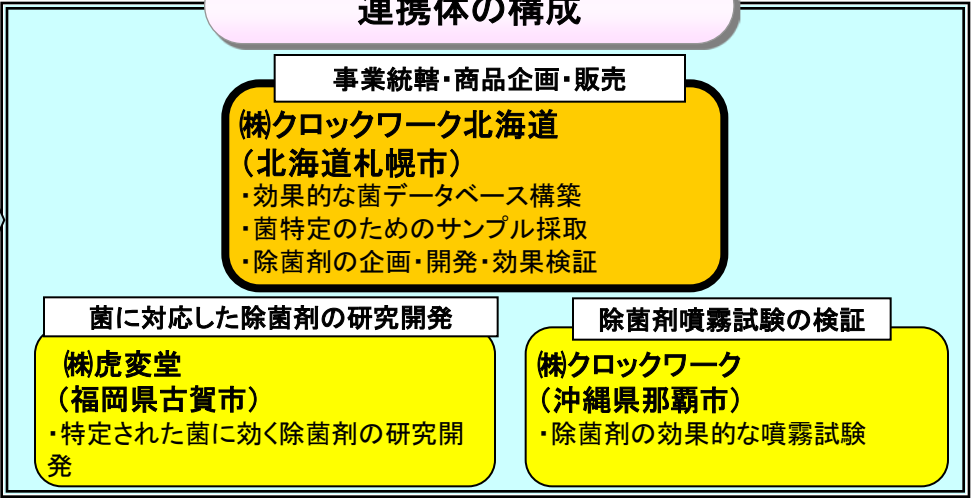 連携体の構成
事業統轄・商品企画・販売
㈱クロックワーク北海道
（北海道札幌市）
・効果的な菌データベース構築
・菌特定のためのサンプル採取
・除菌剤の企画・開発・効果検証
菌に対応した除菌剤の研究開発
㈱虎変堂
（福岡県古賀市）
・特定された菌に効く除菌剤の研究開
発
除菌剤噴霧試験の検証
㈱クロックワーク
（沖縄県那覇市）
・除菌剤の効果的な噴霧試験